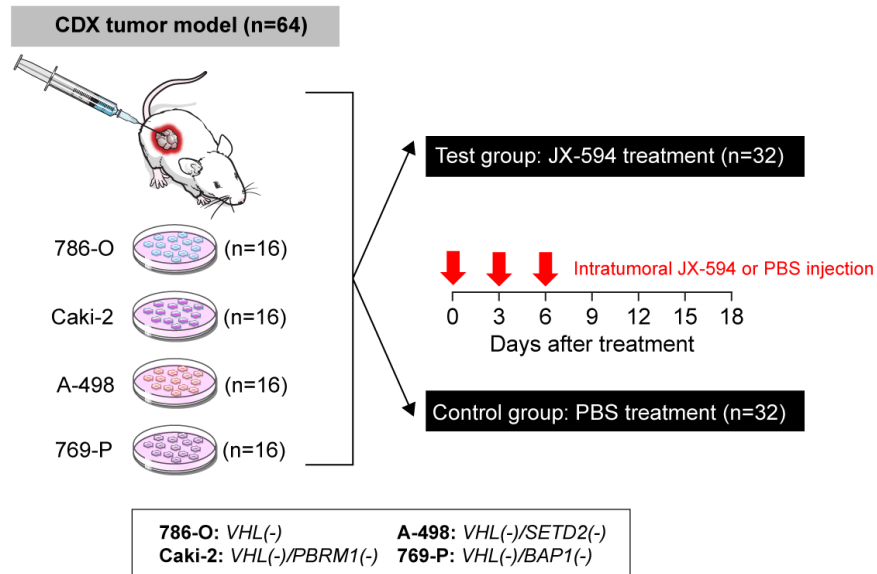 CDX tumor model (n=64)
786-O (n=16)
Caki-2 (n=16)
A-498 (n=16)
769-P (n=16)
Test group: JX-594 treatment (n=32)
Intratumoral JX-594 or PBS injection
0 3 6 9 12 15 18
Days after treatment
Control group: PBS treatment (n=32)
786-O: VHL(-) A-498: VHL(-)/SETD2(-)
Caki-2: VHL(-)/PBRM1(-) 769-P: VHL(-)/BAP1(-)